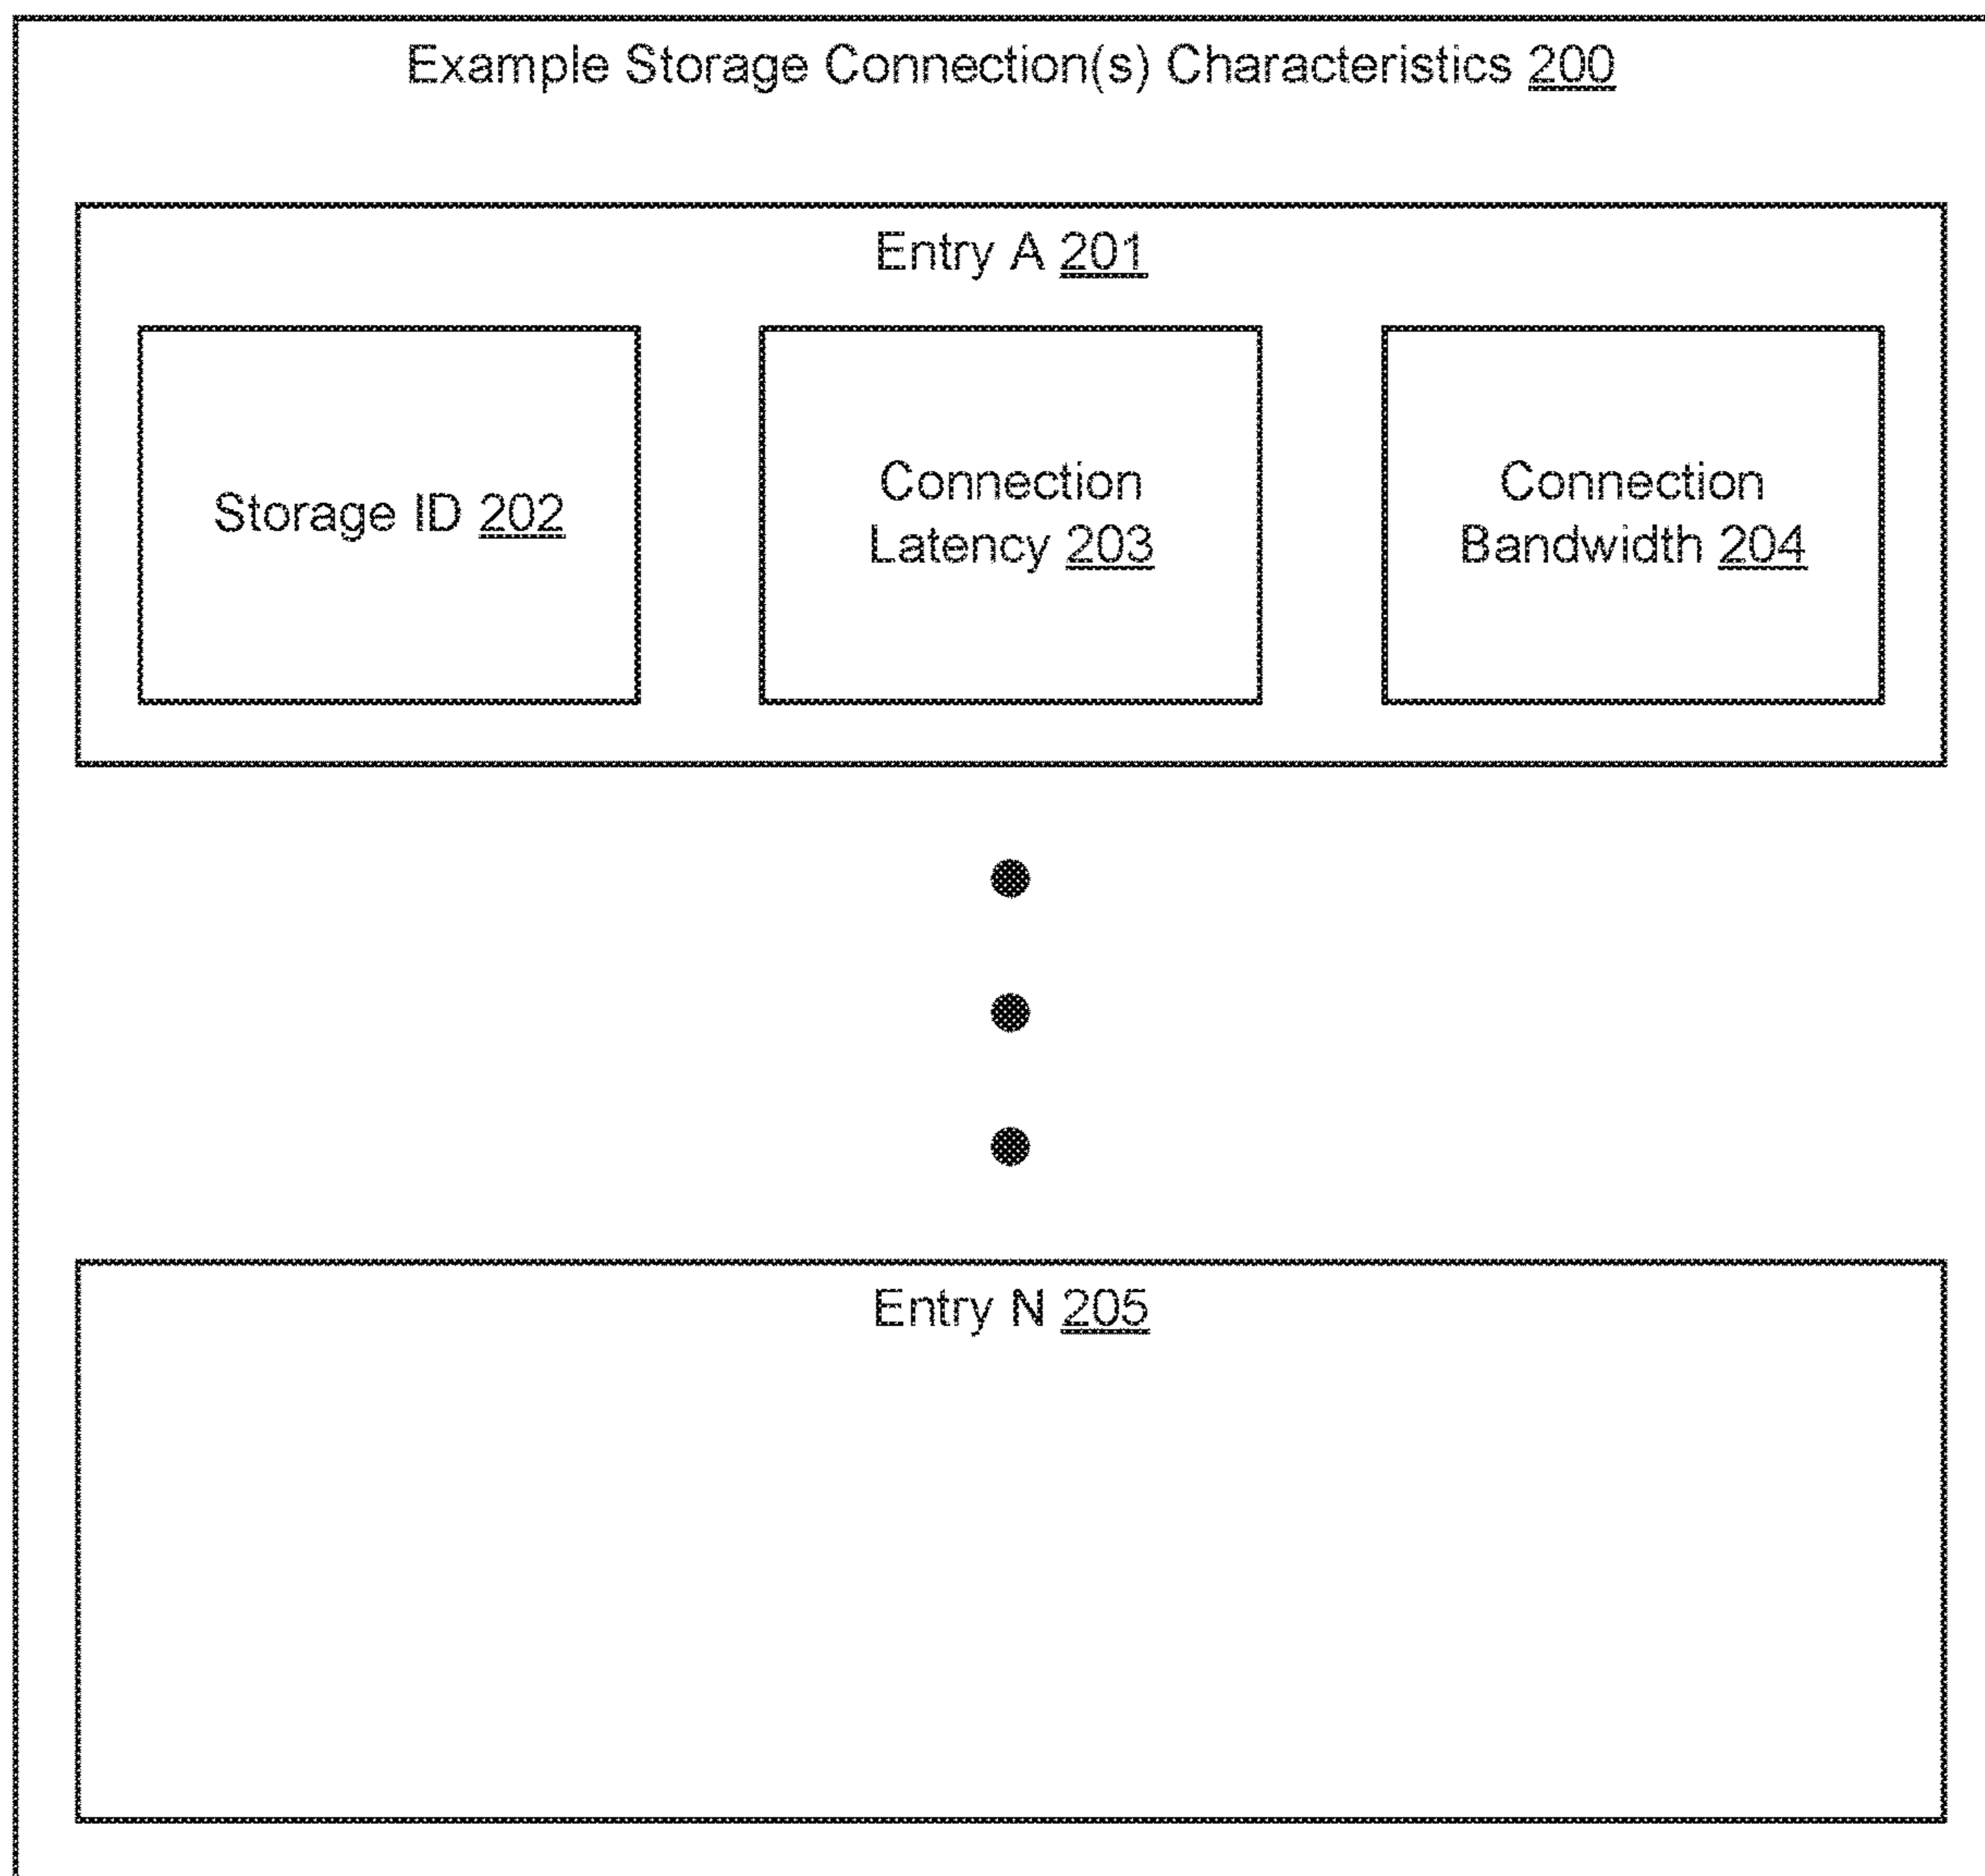 Example Storage Connection(s) Characteristics 200
Entry A 201
Storage ID 202
Connection
Latency 203
Connection
Bandwidth 204
Entry N 205